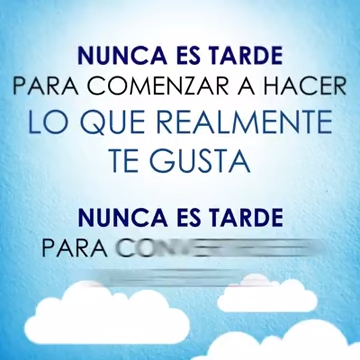 NUNCA ES TARDE
PARA COMENZAR A HACER
LO QUE REALMENTE
TE GUSTA
NUNCA ES TARDE
PARA